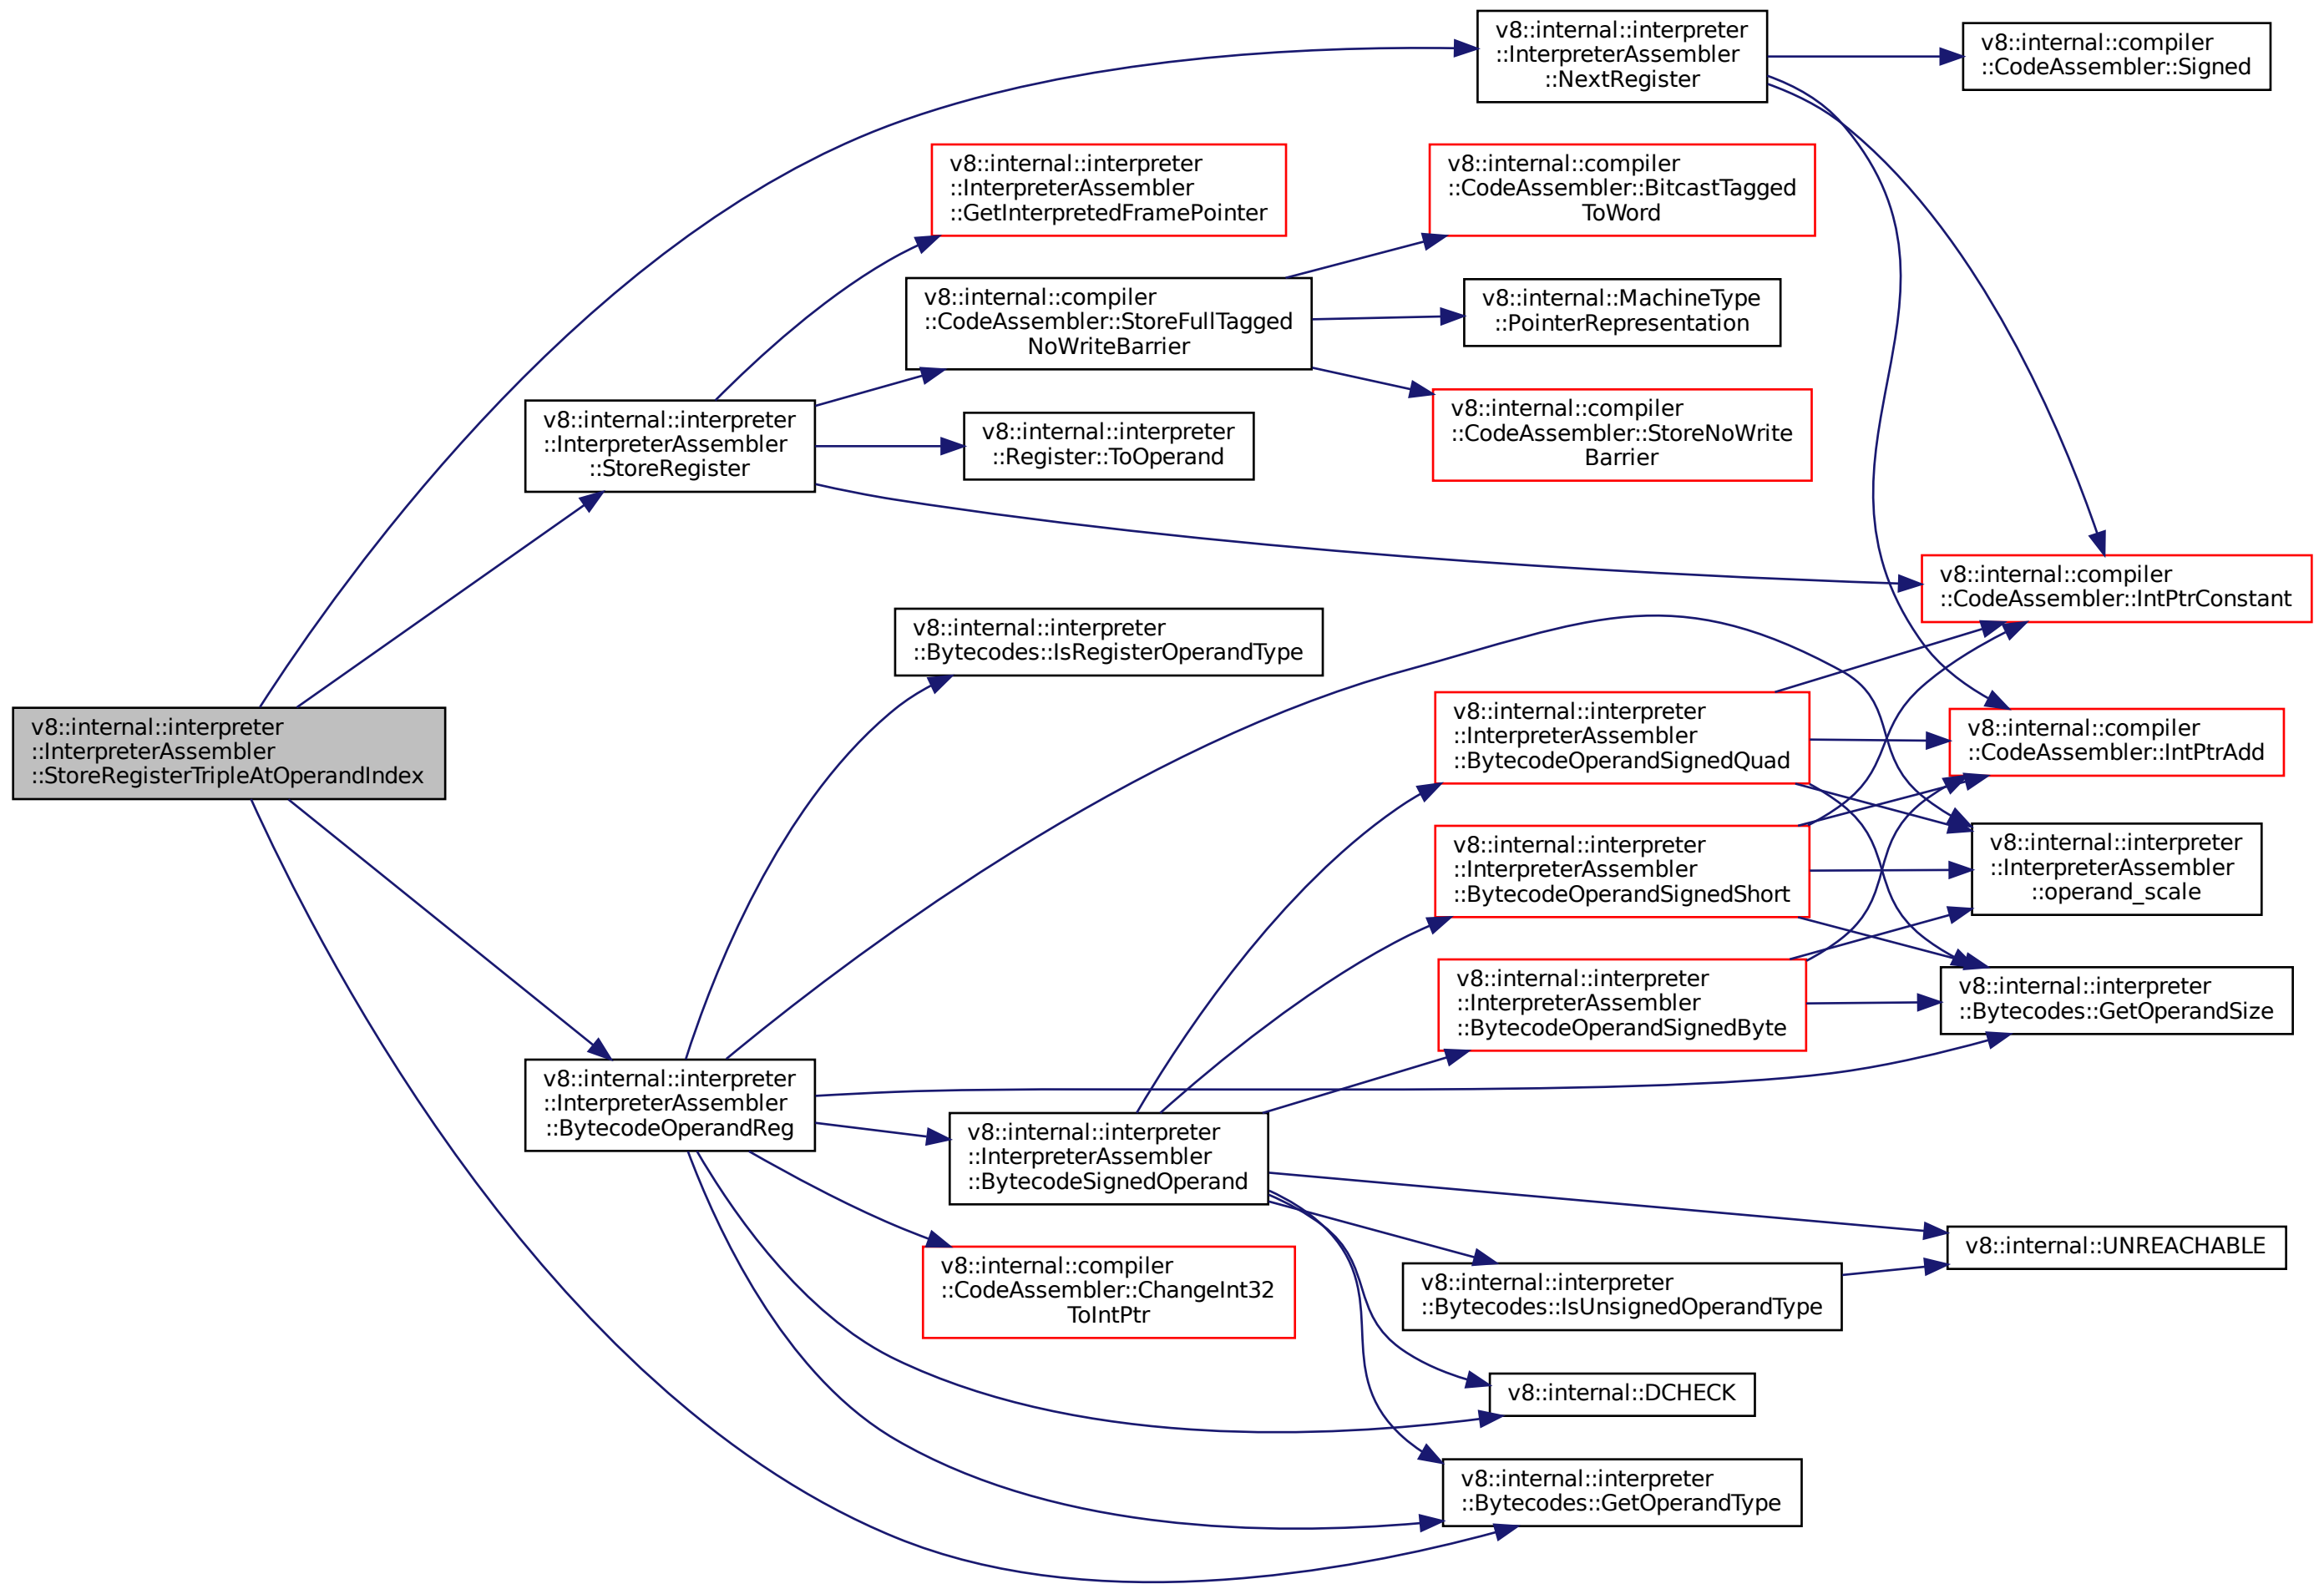 v8::internal::interpreter
::InterpreterAssembler
::StoreRegisterTripleAtOperandIndex
v8::internal::interpreter
::InterpreterAssembler
::NextRegister
v8::internal::compiler
::CodeAssembler::Signed
v8::internal::interpreter
::InterpreterAssembler
::GetInterpretedFramePointer
v8::internal::compiler
::CodeAssembler::BitcastTagged
ToWord
v8::internal::compiler
::CodeAssembler::StoreFullTagged
NoWriteBarrier
v8::internal::MachineType
::PointerRepresentation
v8::internal::interpreter
::InterpreterAssembler
::StoreRegister
v8::internal::interpreter
::Register::ToOperand
v8::internal::compiler
::CodeAssembler::StoreNoWrite
Barrier
v8::internal::compiler
::CodeAssembler::IntPtrConstant
v8::internal::interpreter
::Bytecodes::IsRegisterOperandType
v8::internal::interpreter
::InterpreterAssembler
::BytecodeOperandSignedQuad
v8::internal::compiler
::CodeAssembler::IntPtrAdd
v8::internal::interpreter
::InterpreterAssembler
::BytecodeOperandSignedShort
v8::internal::interpreter
::InterpreterAssembler
::operand_scale
v8::internal::interpreter
::InterpreterAssembler
::BytecodeOperandSignedByte
v8::internal::interpreter
::Bytecodes::GetOperandSize
v8::internal::interpreter
::InterpreterAssembler
::BytecodeOperandReg
v8::internal::interpreter
::InterpreterAssembler
::BytecodeSignedOperand
v8::internal::UNREACHABLE
v8::internal::compiler
::CodeAssembler::ChangeInt32
ToIntPtr
v8::internal::interpreter
::Bytecodes::IsUnsignedOperandType
v8::internal::DCHECK
v8::internal::interpreter
::Bytecodes::GetOperandType